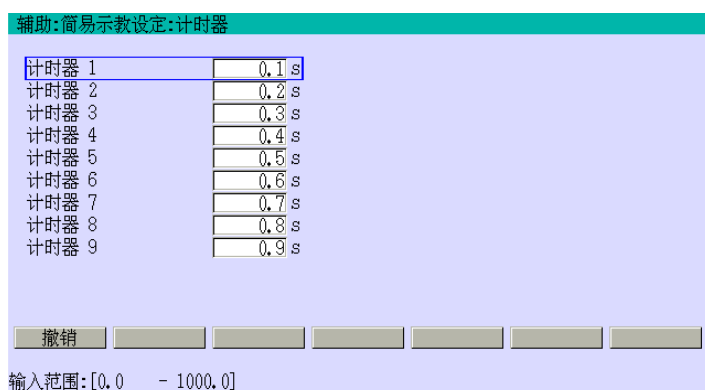 辅助:简易示教设定:计时器
计时器 1 0.1 s
计时器 2 0.2 s
计时器 3 0.3 s
计时器 4 0.4 s
计时器 5 0.5 s
计时器 6 0.6 s
计时器 7 0.7 s
计时器 8 0.8 s
计时器 9 0.9 s
撤销
输入范围:[0.0 - 1000.0]